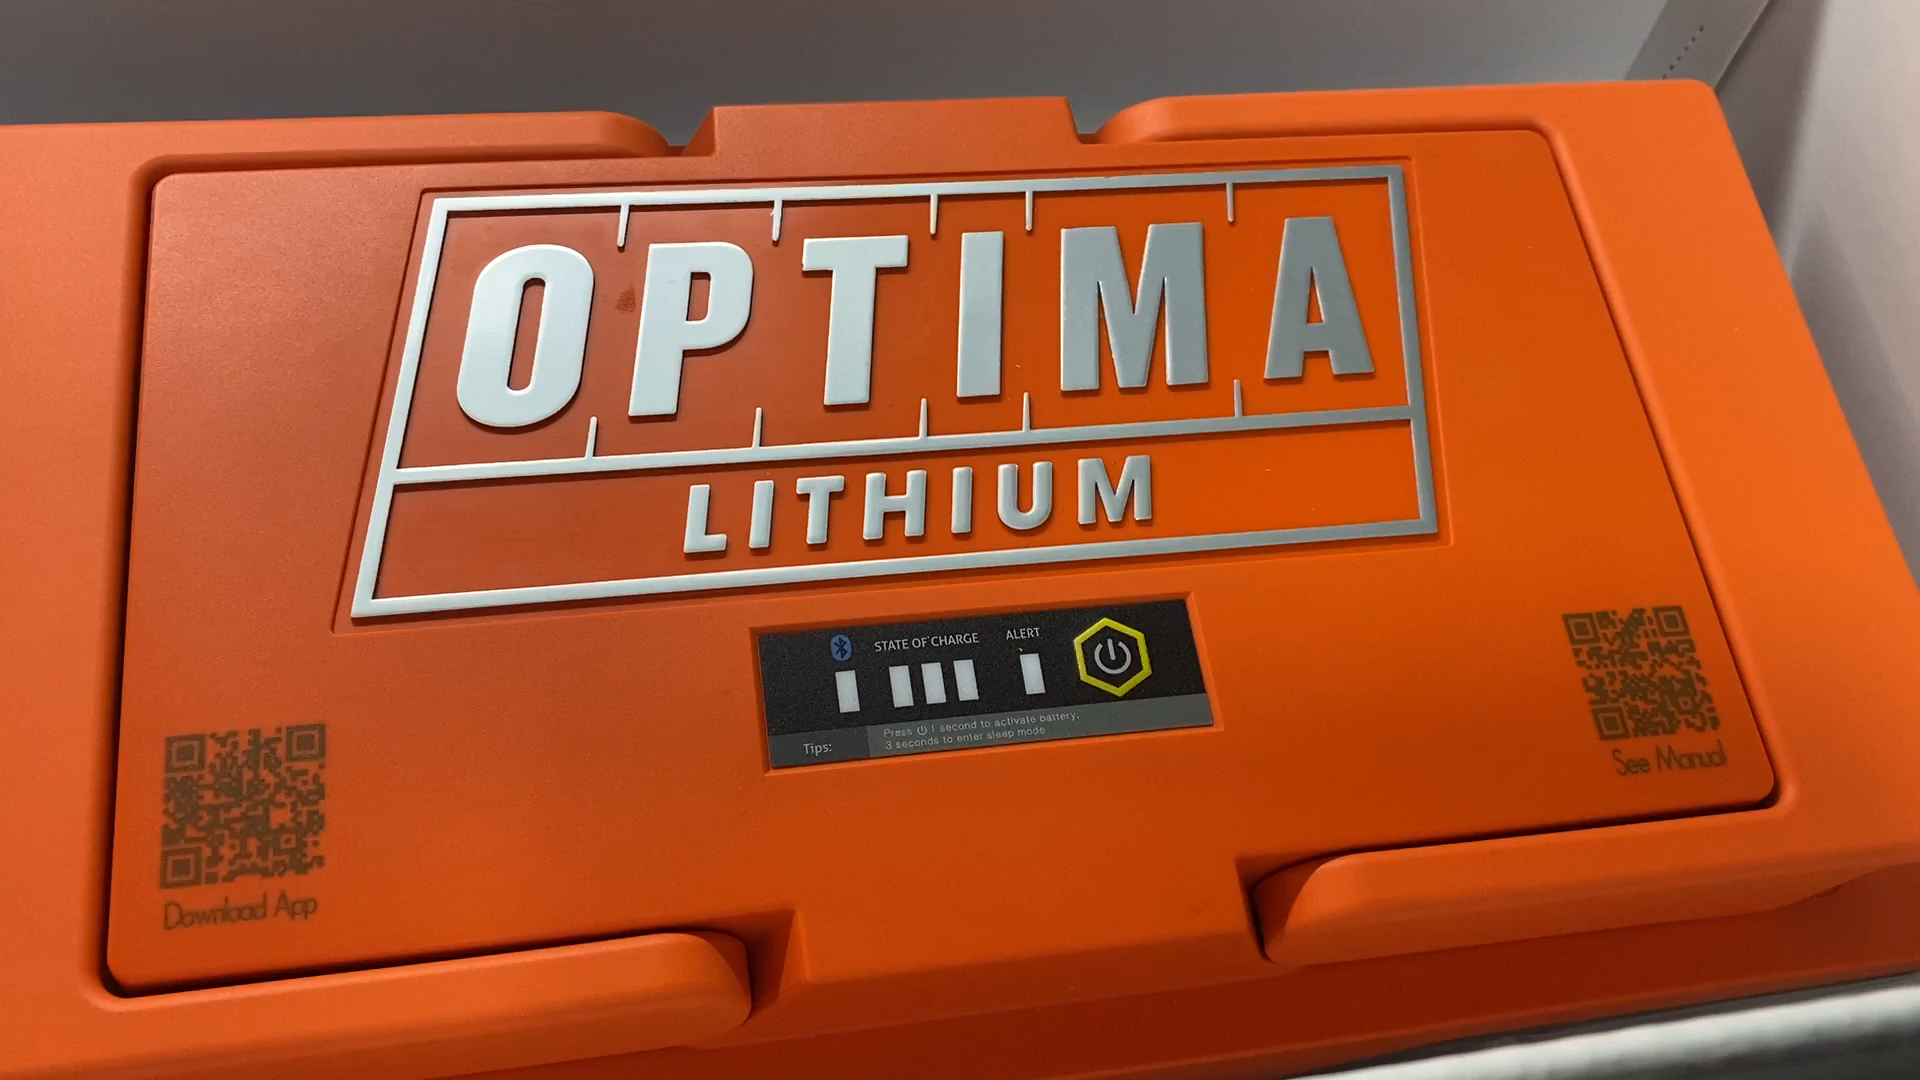 OPTIMA
LITHIUM
STATE OF CHARGE
ALERT
Tips:
Press ⏻ 1 second to activate battery;
3 seconds to enter sleep mode
Download App
See Manual